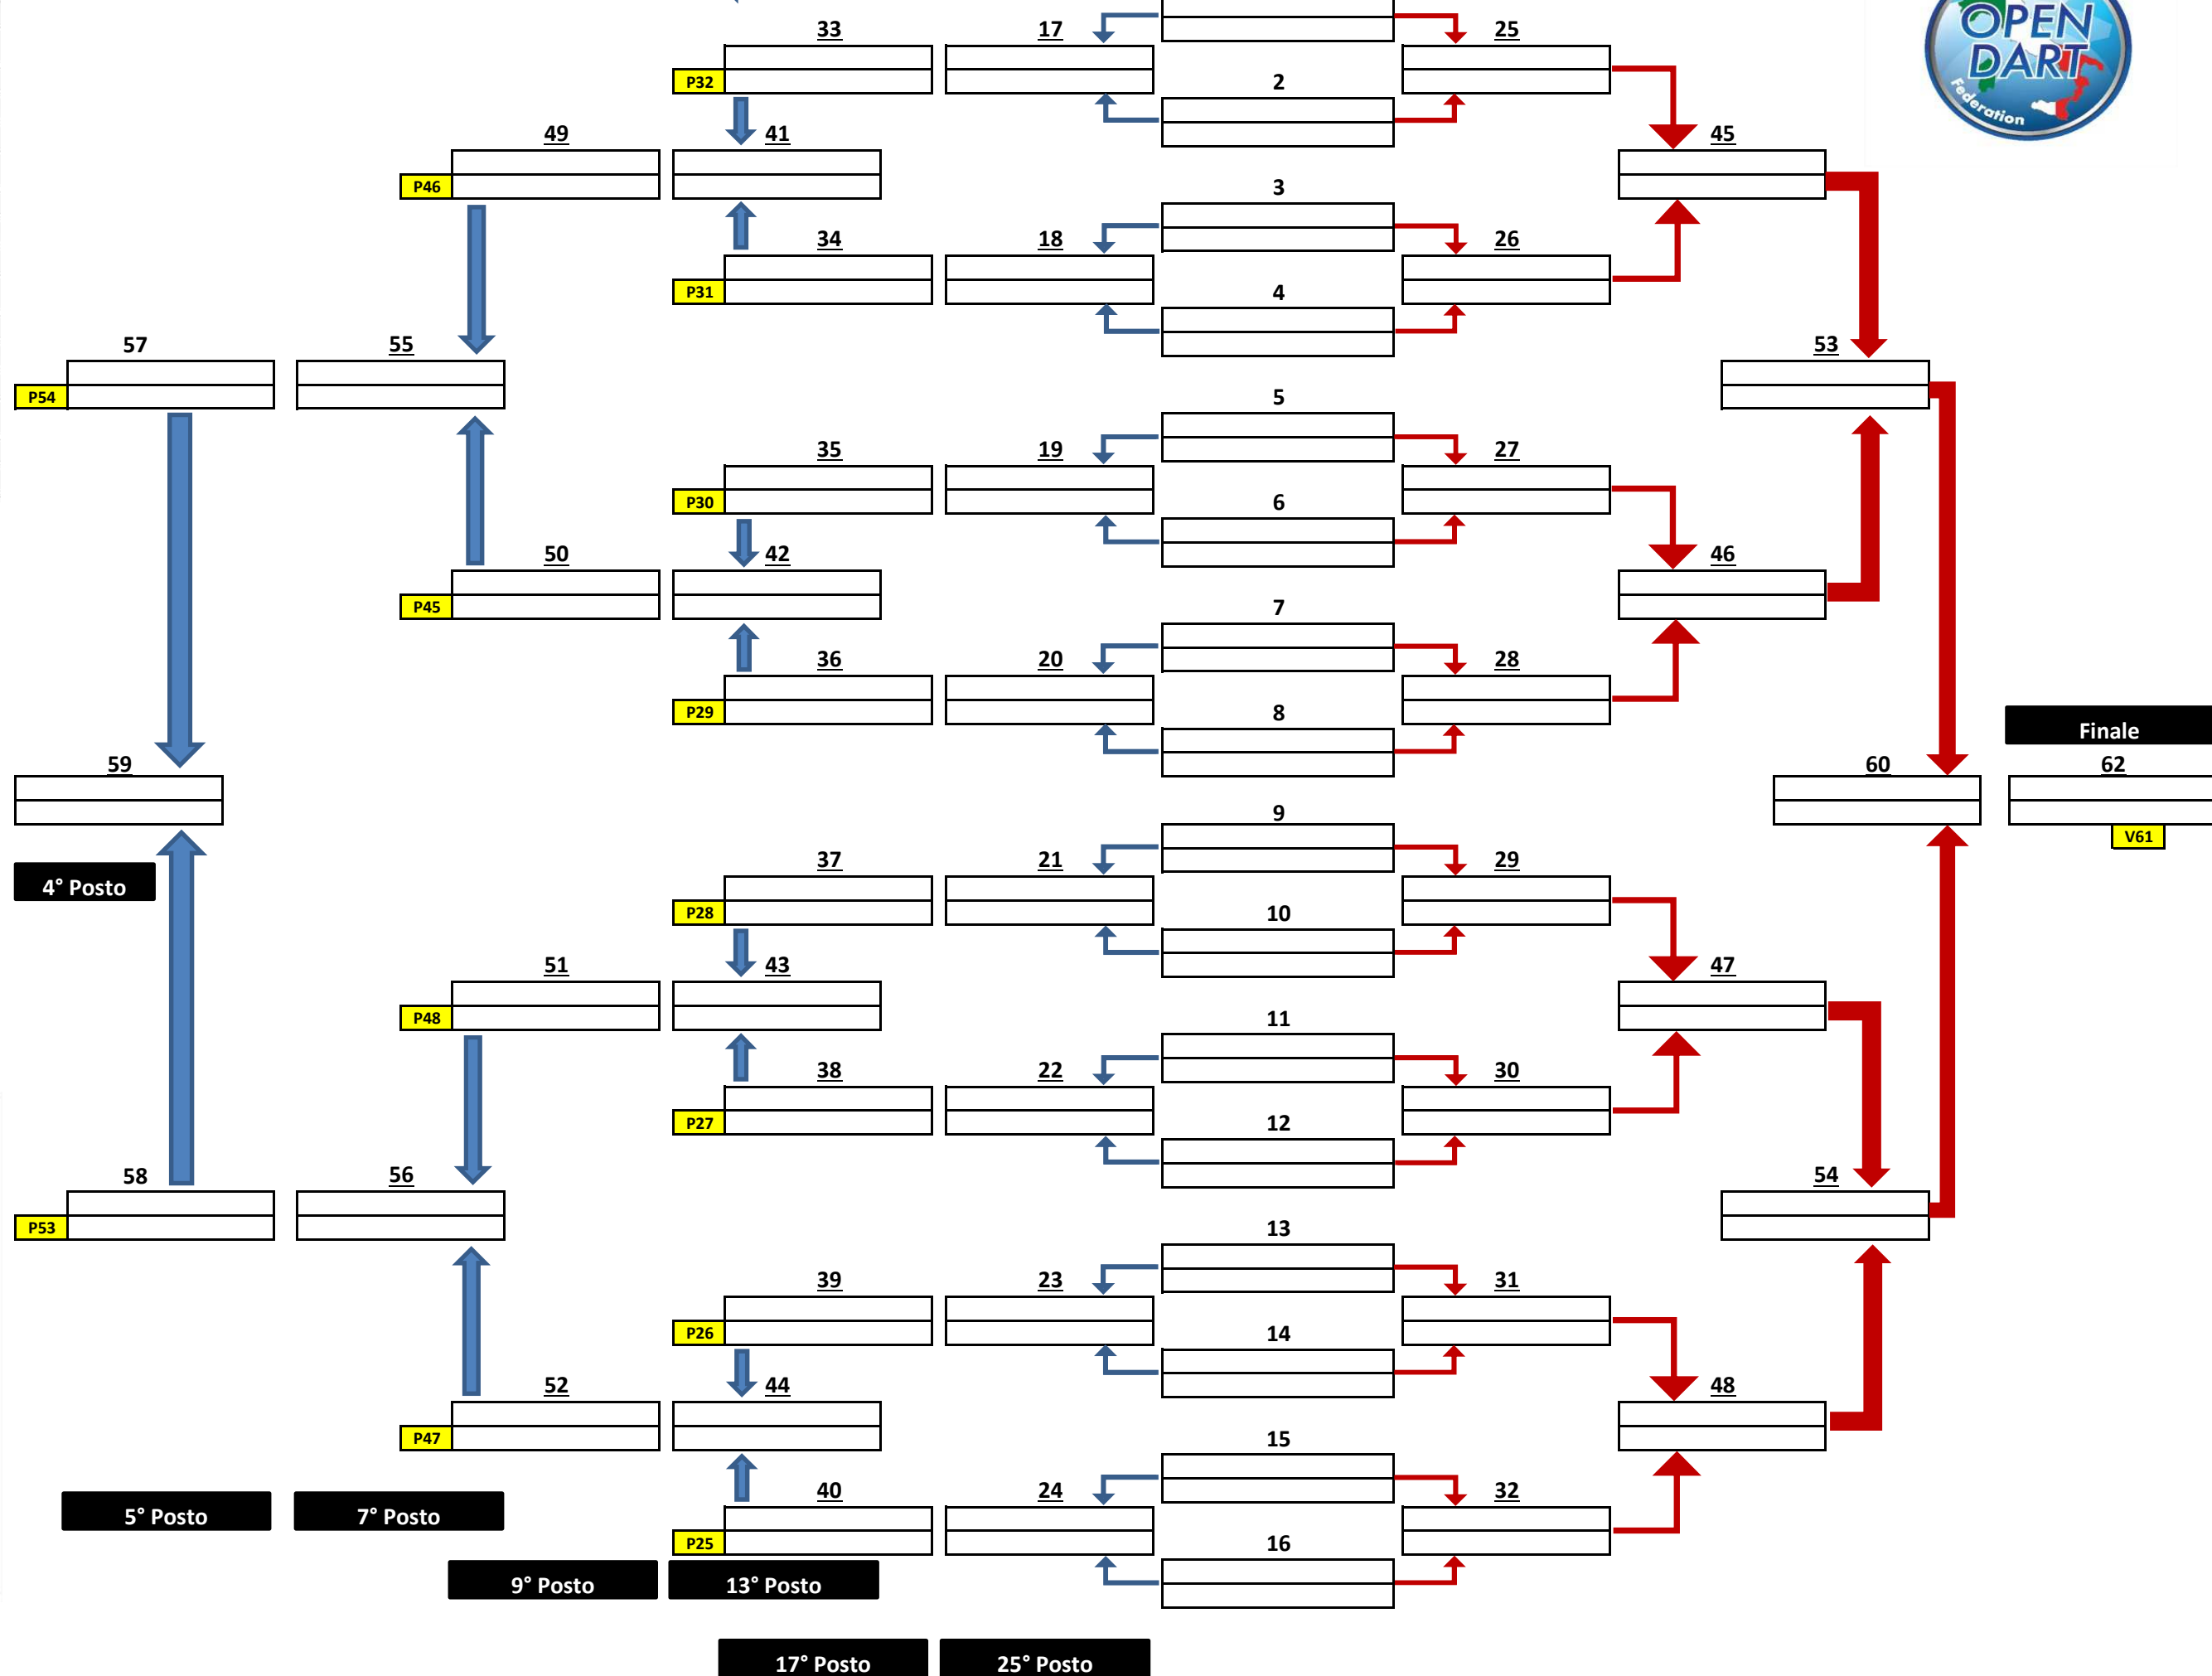 OPEN
DART
Federation
33 17 25
P32 2
49 41 45
P46 3
34 18 26
P31 4
57 55 53
P54 5
35 19 27
P30 6
50 42 46
P45 7
36 20 28
P29 8
Finale
59 60 62
9
V61
4° Posto
37 21 29
P28 10
51 43 47
P48 11
38 22 30
P27 12
58 56 54
P53 13
39 23 31
P26 14
52 44 48
P47 15
40 24 32
5° Posto 7° Posto
P25 16
9° Posto 13° Posto
17° Posto 25° Posto